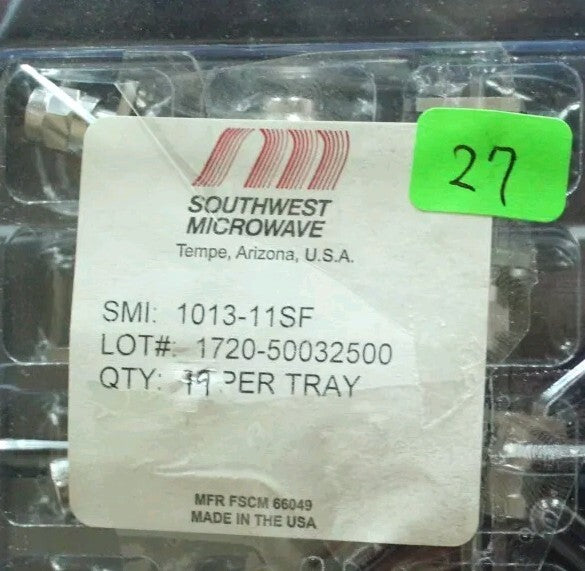 27
SOUTHWEST
MICROWAVE
Tempe, Arizona, U.S.A.
SMI: 1013-11SF
LOT#: 1720-50032500
QTY: PER TRAY
MFR FSCM 66049
MADE IN THE USA